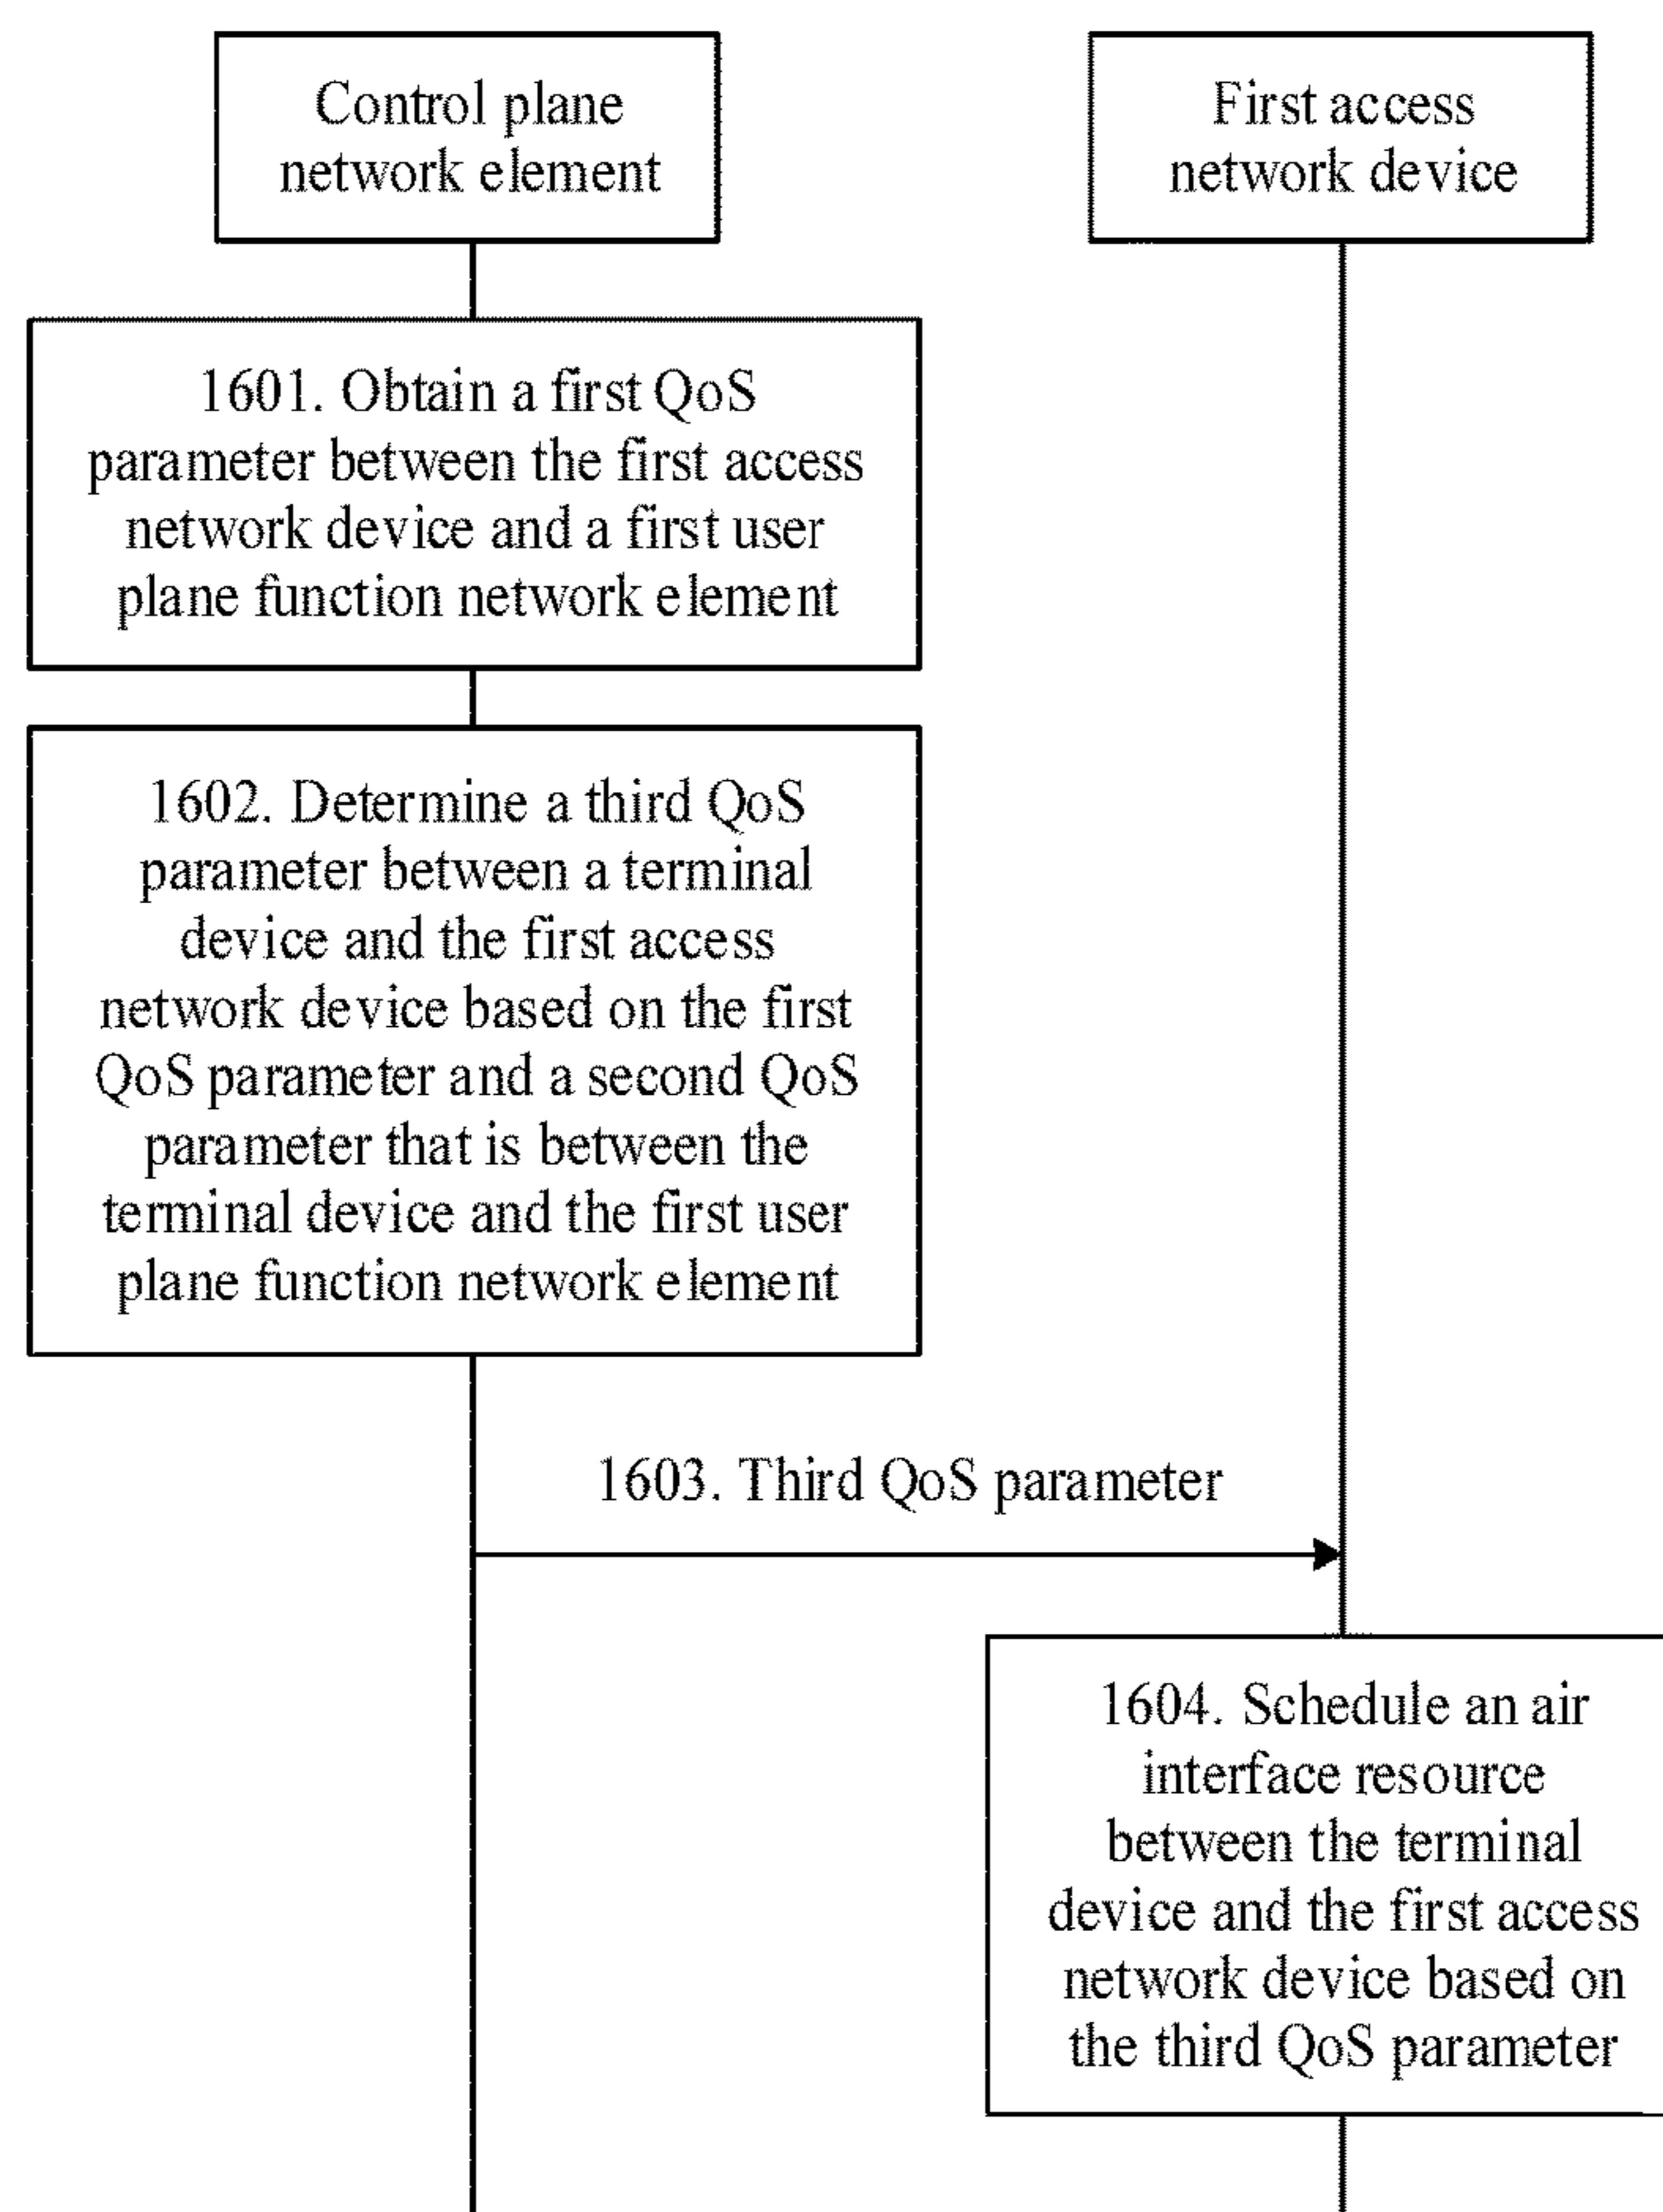 Control plane
network element
First access
network device
1601. Obtain a first QoS
parameter between the first access
network device and a first user
plane function network element
1602. Determine a third QoS
parameter between a terminal
device and the first access
network device based on the first
QoS parameter and a second QoS
parameter that is between the
terminal device and the first user
plane function network element
1603. Third QoS parameter
1604. Schedule an air
interface resource
between the terminal
device and the first access
network device based on
the third QoS parameter